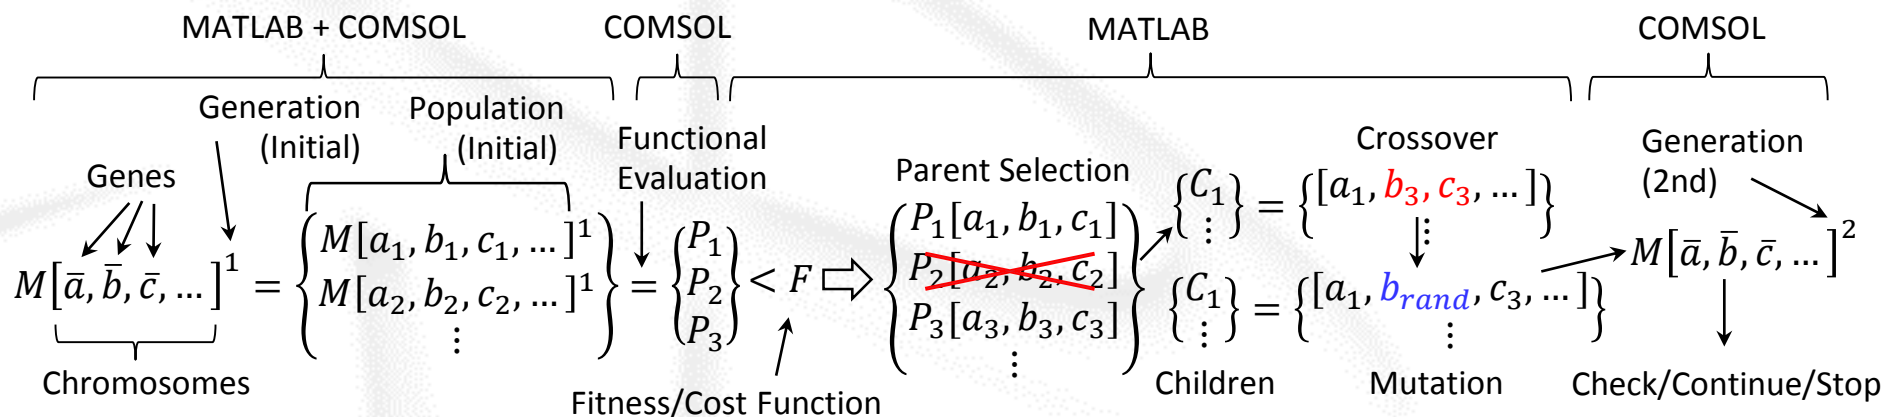 MATLAB + COMSOL
COMSOL
MATLAB
COMSOL
Generation
(Initial)
Population
(Initial)
Functional
Evaluation
Genes
Parent Selection
Crossover
Generation
(2nd)
M[a̅, b̅, c̅, …]¹ =
{M[a₁, b₁, c₁, …]¹
M[a₂, b₂, c₂, …]¹
⋮} =
{P₁
P₂
P₃} < F ⇨
{P₁[a₁, b₁, c₁]
P₂[a₂, b₂, c₂]
P₃[a₃, b₃, c₃]
⋮}
{C₁ ⋮} = {[a₁, b₃, c₃, …] ⋮}
{C₁ ⋮} = {[a₁, b_rand, c₃, …] ⋮}
M[a̅, b̅, c̅, …]²
Chromosomes
Fitness/Cost Function
Children
Mutation
Check/Continue/Stop